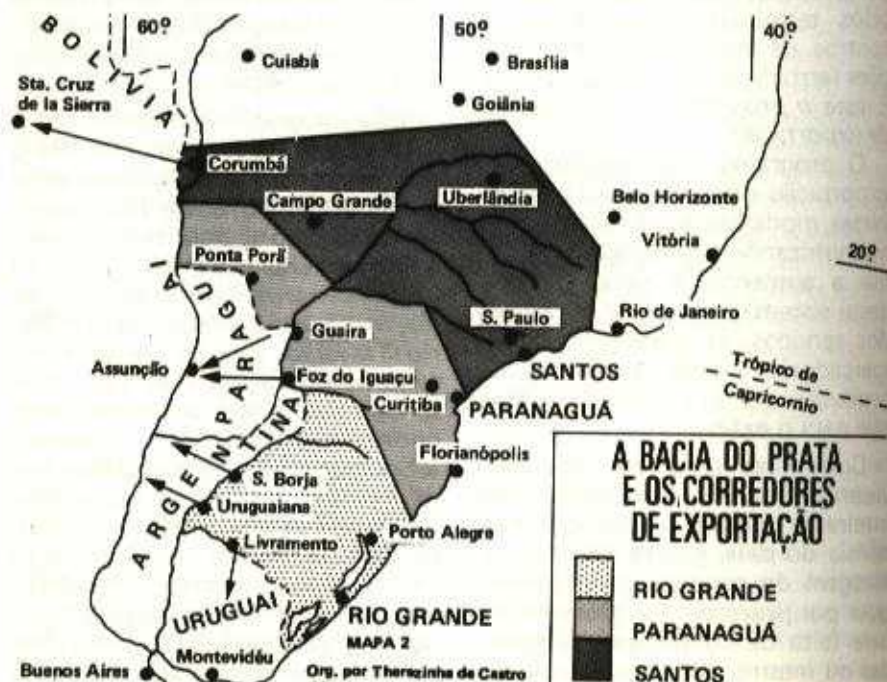 60º
50º
40º
BOLIVIA
Cuiabá
Brasília
Goiânia
Sta. Cruz
de la Sierra
Corumbá
Campo Grande
Uberlândia
Belo Horizonte
Vitória
20º
Ponta Porã
PARAGUAI
Guaira
S. Paulo
Rio de Janeiro
SANTOS
Assunção
Foz do Iguaçu
Curitiba
PARANAGUÁ
Trópico de
Capricornio
Florianópolis
ARGENTINA
S. Borja
Uruguaiana
Livramento
Porto Alegre
URUGUAI
RIO GRANDE
MAPA 2
Montevidéu
Buenos Aires
Org. por Therezinha de Castro
A BACIA DO PRATA
E OS CORREDORES
DE EXPORTAÇÃO
RIO GRANDE
PARANAGUÁ
SANTOS